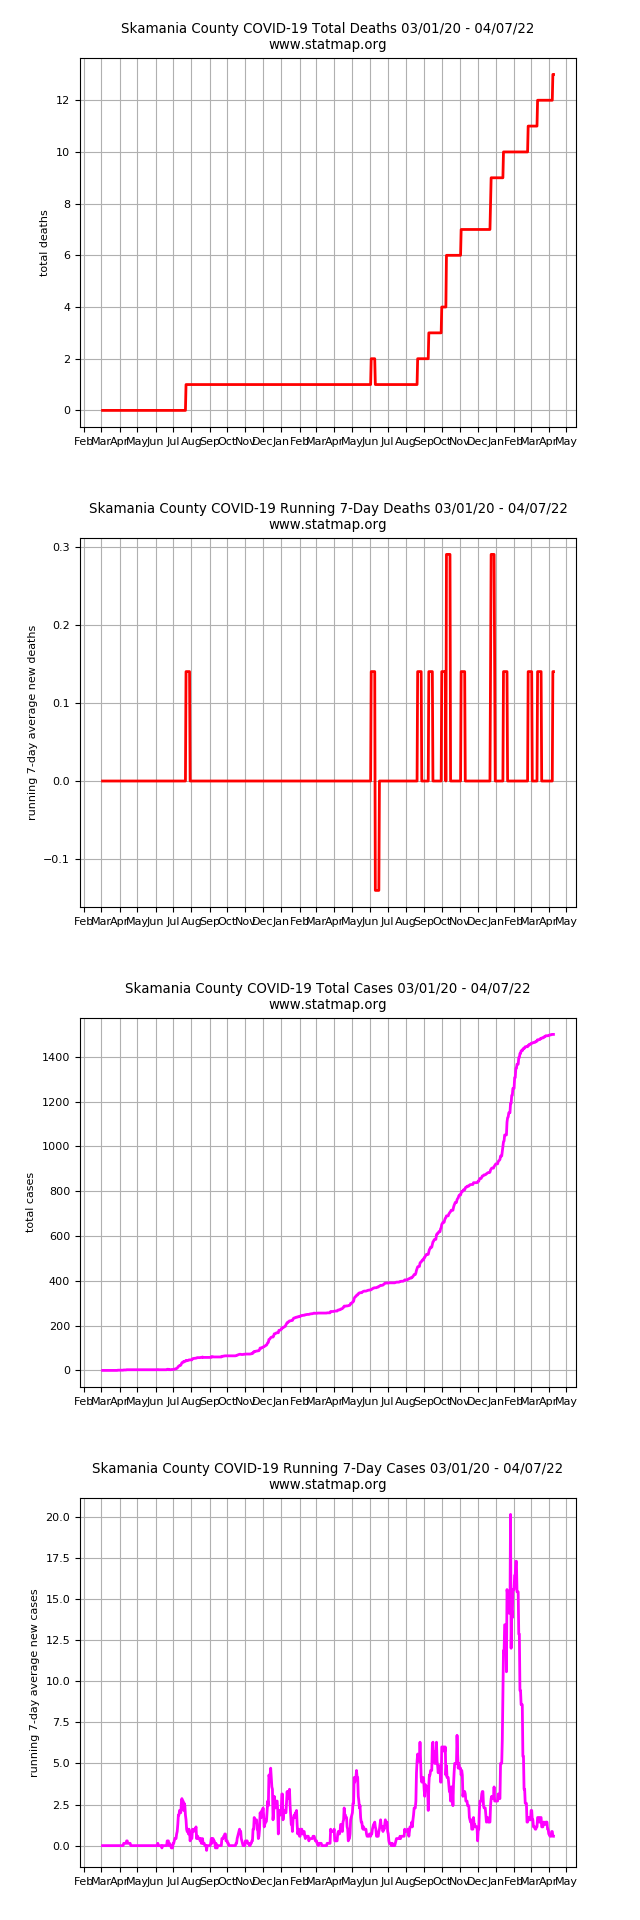 Skamania County COVID-19 Total Deaths 03/01/20 - 04/07/22
www.statmap.org
12
10
8
6
4
2
0
total deaths
Feb Mar Apr May Jun Jul Aug Sep Oct Nov Dec Jan Feb Mar Apr May Jun Jul Aug Sep Oct Nov Dec Jan Feb Mar Apr May
Skamania County COVID-19 Running 7-Day Deaths 03/01/20 - 04/07/22
www.statmap.org
0.3
0.2
0.1
0.0
−0.1
running 7-day average new deaths
Feb Mar Apr May Jun Jul Aug Sep Oct Nov Dec Jan Feb Mar Apr May Jun Jul Aug Sep Oct Nov Dec Jan Feb Mar Apr May
Skamania County COVID-19 Total Cases 03/01/20 - 04/07/22
www.statmap.org
1400
1200
1000
800
600
400
200
0
total cases
Feb Mar Apr May Jun Jul Aug Sep Oct Nov Dec Jan Feb Mar Apr May Jun Jul Aug Sep Oct Nov Dec Jan Feb Mar Apr May
Skamania County COVID-19 Running 7-Day Cases 03/01/20 - 04/07/22
www.statmap.org
20.0
17.5
15.0
12.5
10.0
7.5
5.0
2.5
0.0
running 7-day average new cases
Feb Mar Apr May Jun Jul Aug Sep Oct Nov Dec Jan Feb Mar Apr May Jun Jul Aug Sep Oct Nov Dec Jan Feb Mar Apr May